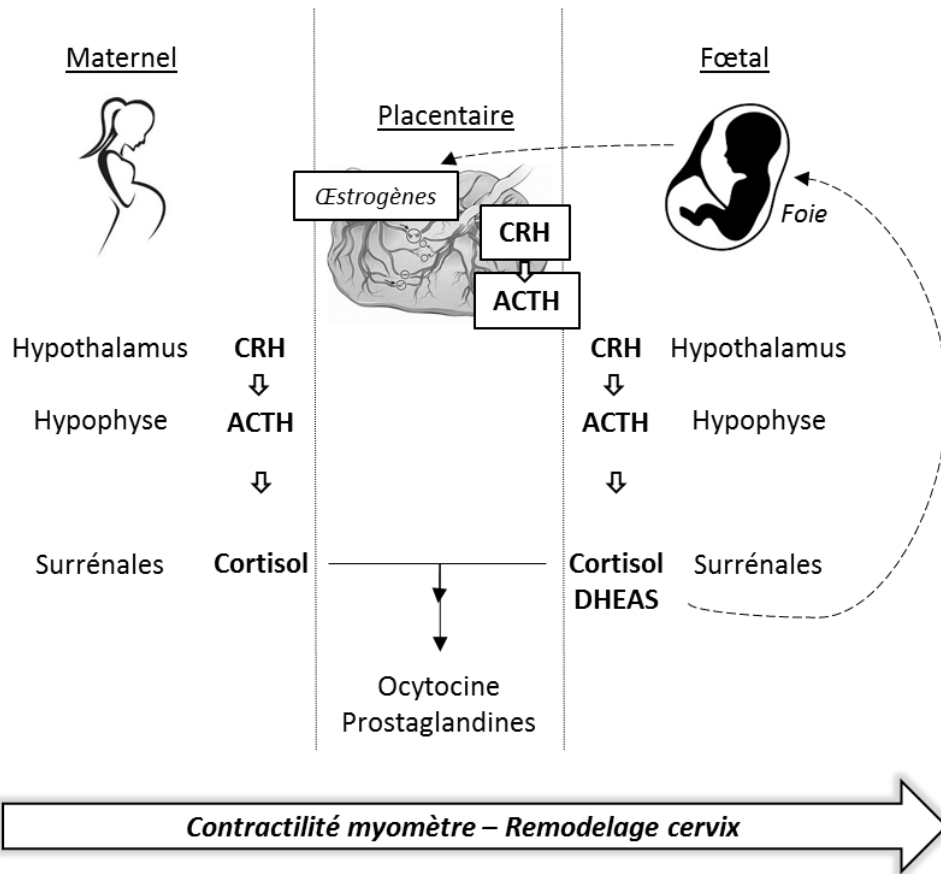 Maternel
Placentaire
Fœtal
Œstrogènes
Foie
CRH
ACTH
Hypothalamus CRH
CRH Hypothalamus
Hypophyse ACTH
ACTH Hypophyse
Surrénales Cortisol
Cortisol Surrénales
DHEAS
Ocytocine
Prostaglandines
Contractilité myomètre – Remodelage cervix